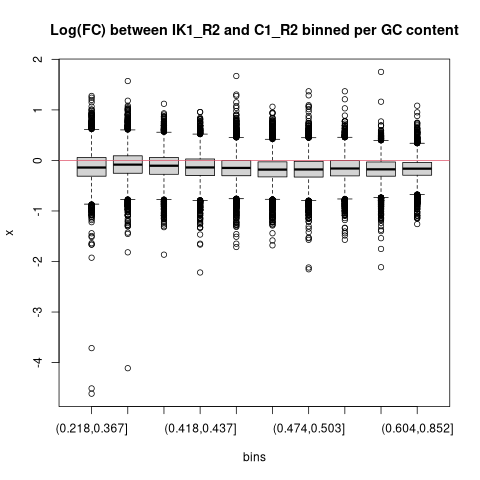 Log(FC) between IK1_R2 and C1_R2 binned per GC content
2
1
0
-1
-2
-3
-4
x
(0.218,0.367] (0.418,0.437] (0.474,0.503] (0.604,0.852]
bins